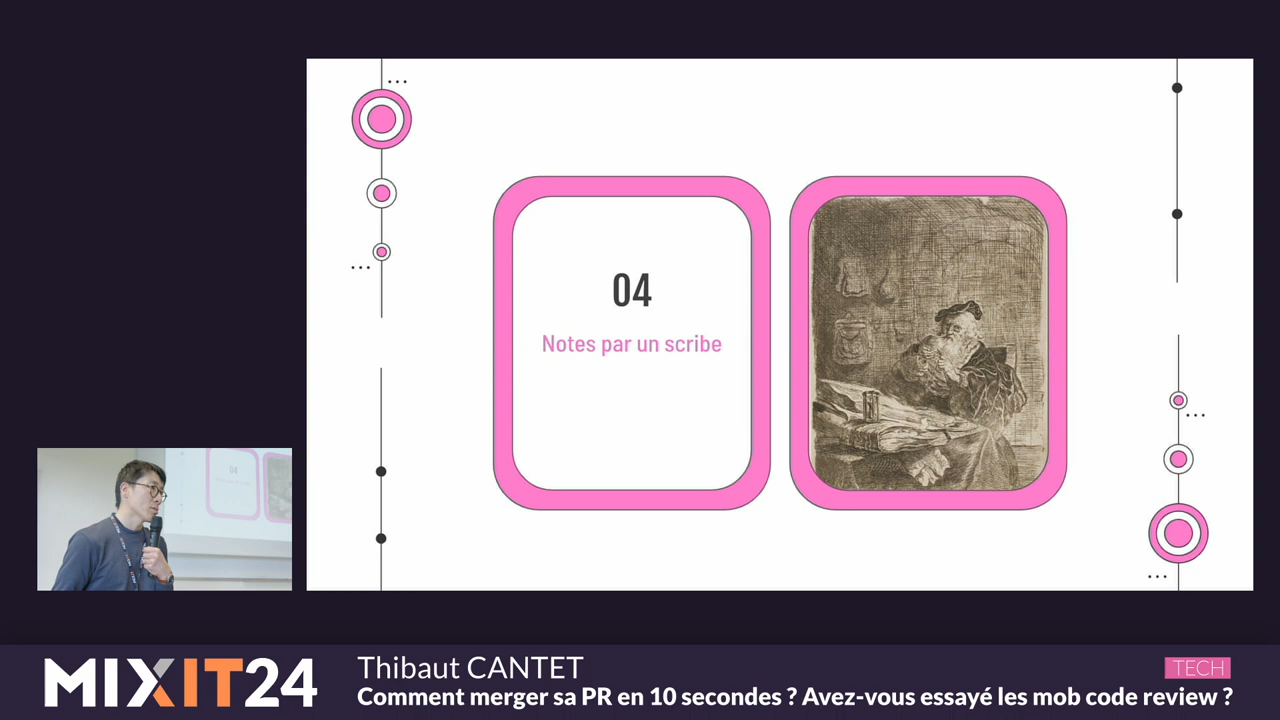 04
Notes par un scribe
04
MIXIT24
Thibaut CANTET
TECH
Comment merger sa PR en 10 secondes ? Avez-vous essayé les mob code review ?